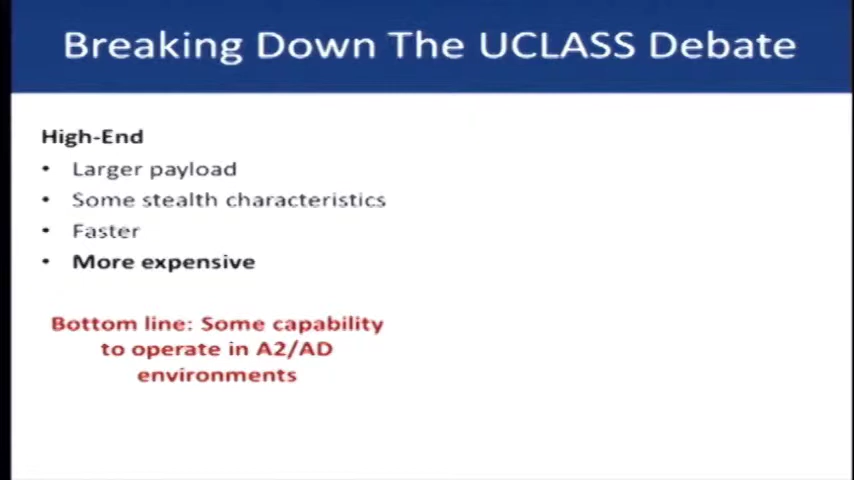 Breaking Down The UCLASS Debate
High-End
• Larger payload
• Some stealth characteristics
• Faster
• More expensive
Bottom line: Some capability
to operate in A2/AD
environments